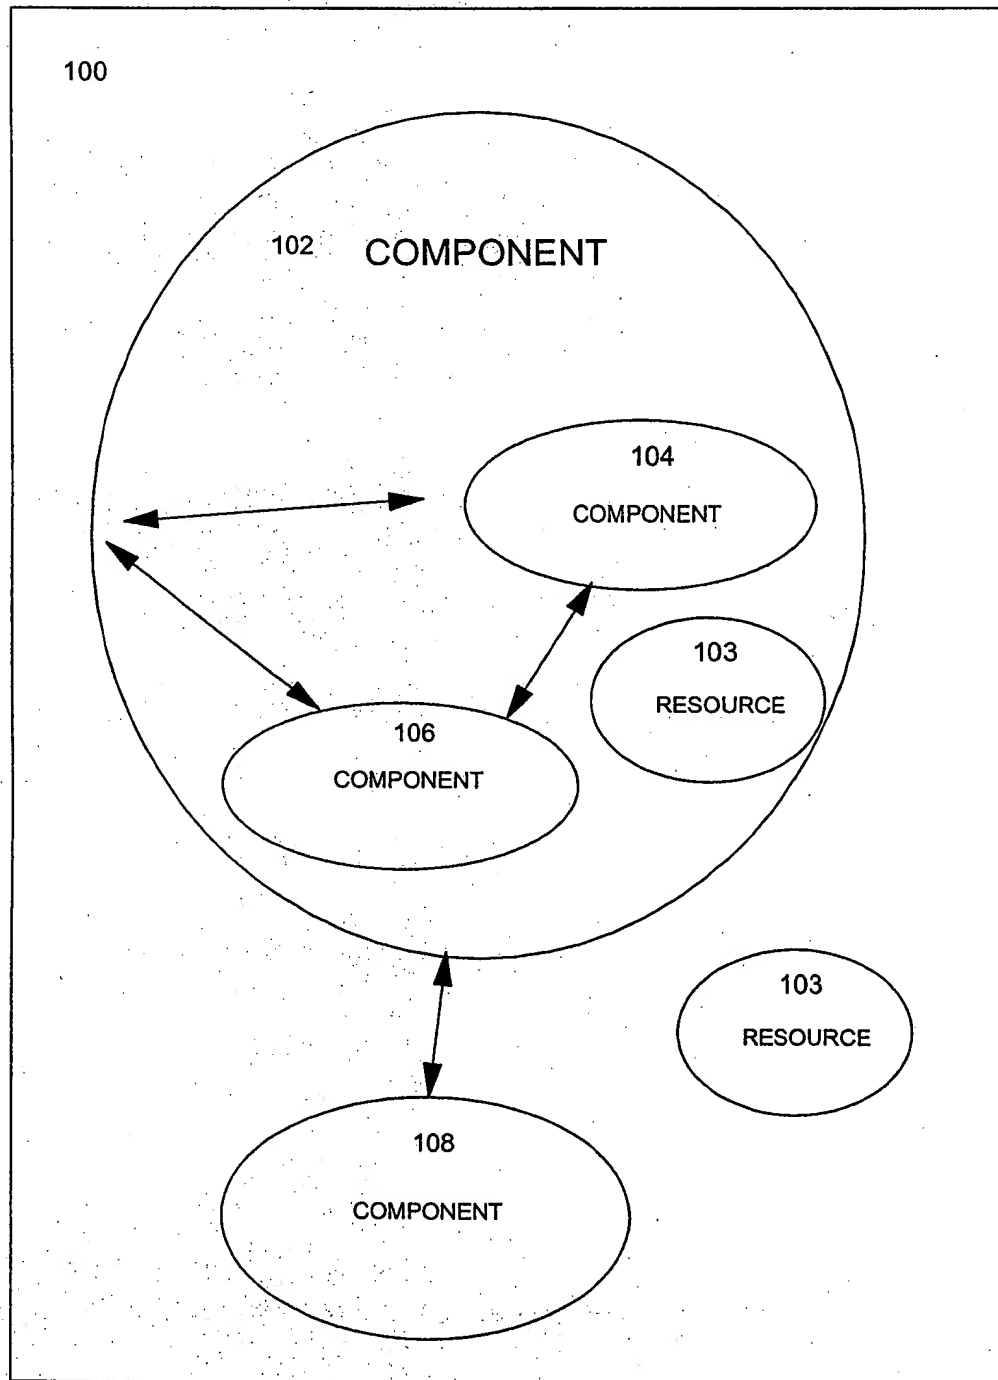 100
102 COMPONENT
104
COMPONENT
103
RESOURCE
106
COMPONENT
103
RESOURCE
108
COMPONENT